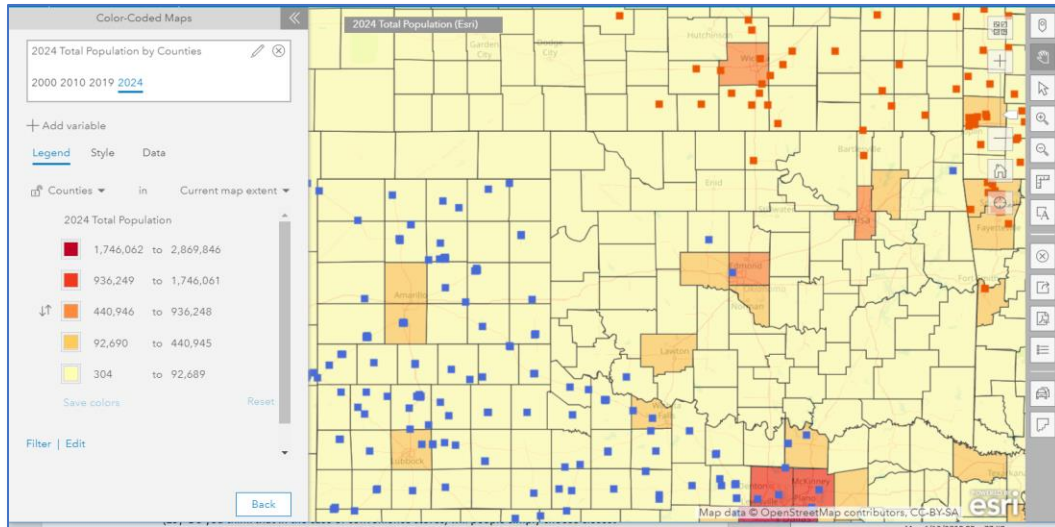 Color-Coded Maps
2024 Total Population by Counties
2000 2010 2019 2024
Add variable
Legend Style Data
Counties in Current map extent
2024 Total Population
1,746,062 to 2,869,846
936,249 to 1,746,061
440,946 to 936,248
92,690 to 440,945
304 to 92,689
Save colors Reset
Filter | Edit
Back
2024 Total Population (Esri)
Hutchinson
Garden
City
Dodge
City
Bartlesville
Enid
Stillwater
Fayetteville
Amarillo
Edmond
Norman
Fort Smith
Lawton
Wichita
Falls
Lubbock
Denton
McKinney
Plano
Texarkana
Map data © OpenStreetMap contributors, CC-BY-SA
esri